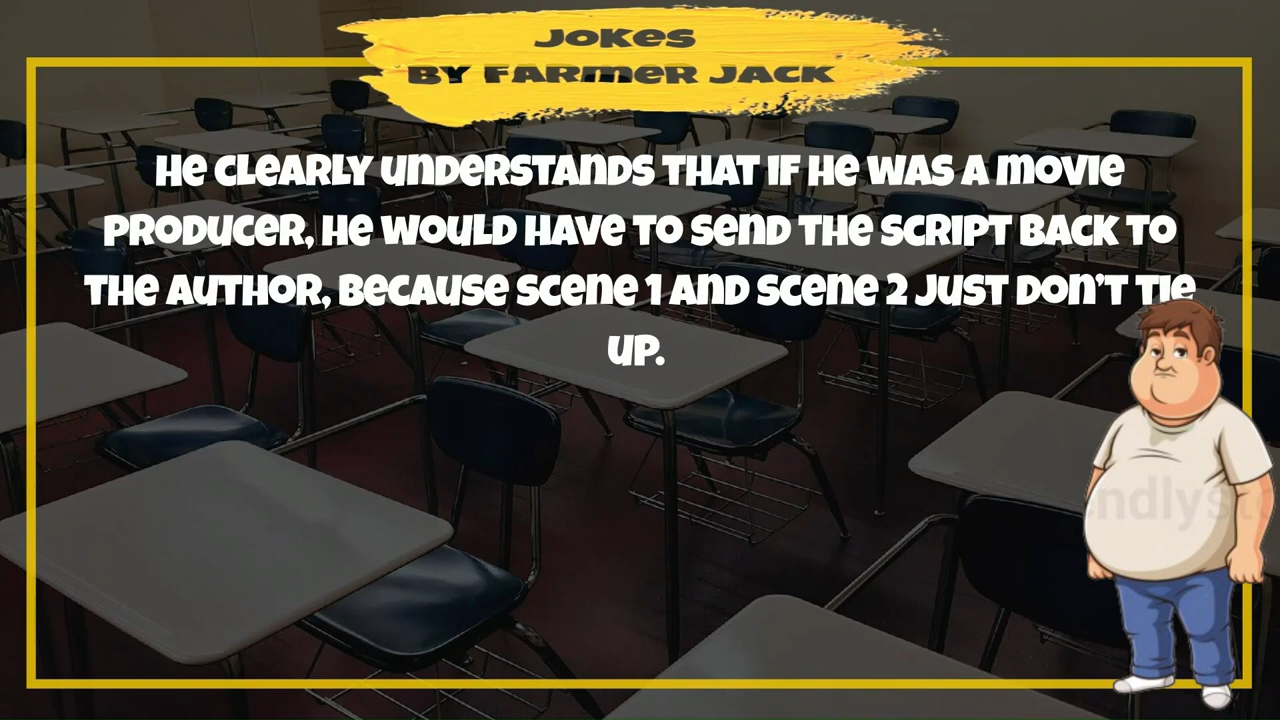 JOKES
BY FARMER JACK
HE CLEARLY UNDERSTANDS THAT IF HE WAS A MOVIE
PRODUCER, HE WOULD HAVE TO SEND THE SCRIPT BACK TO
THE AUTHOR, BECAUSE SCENE 1 AND SCENE 2 JUST DON'T TIE
UP.